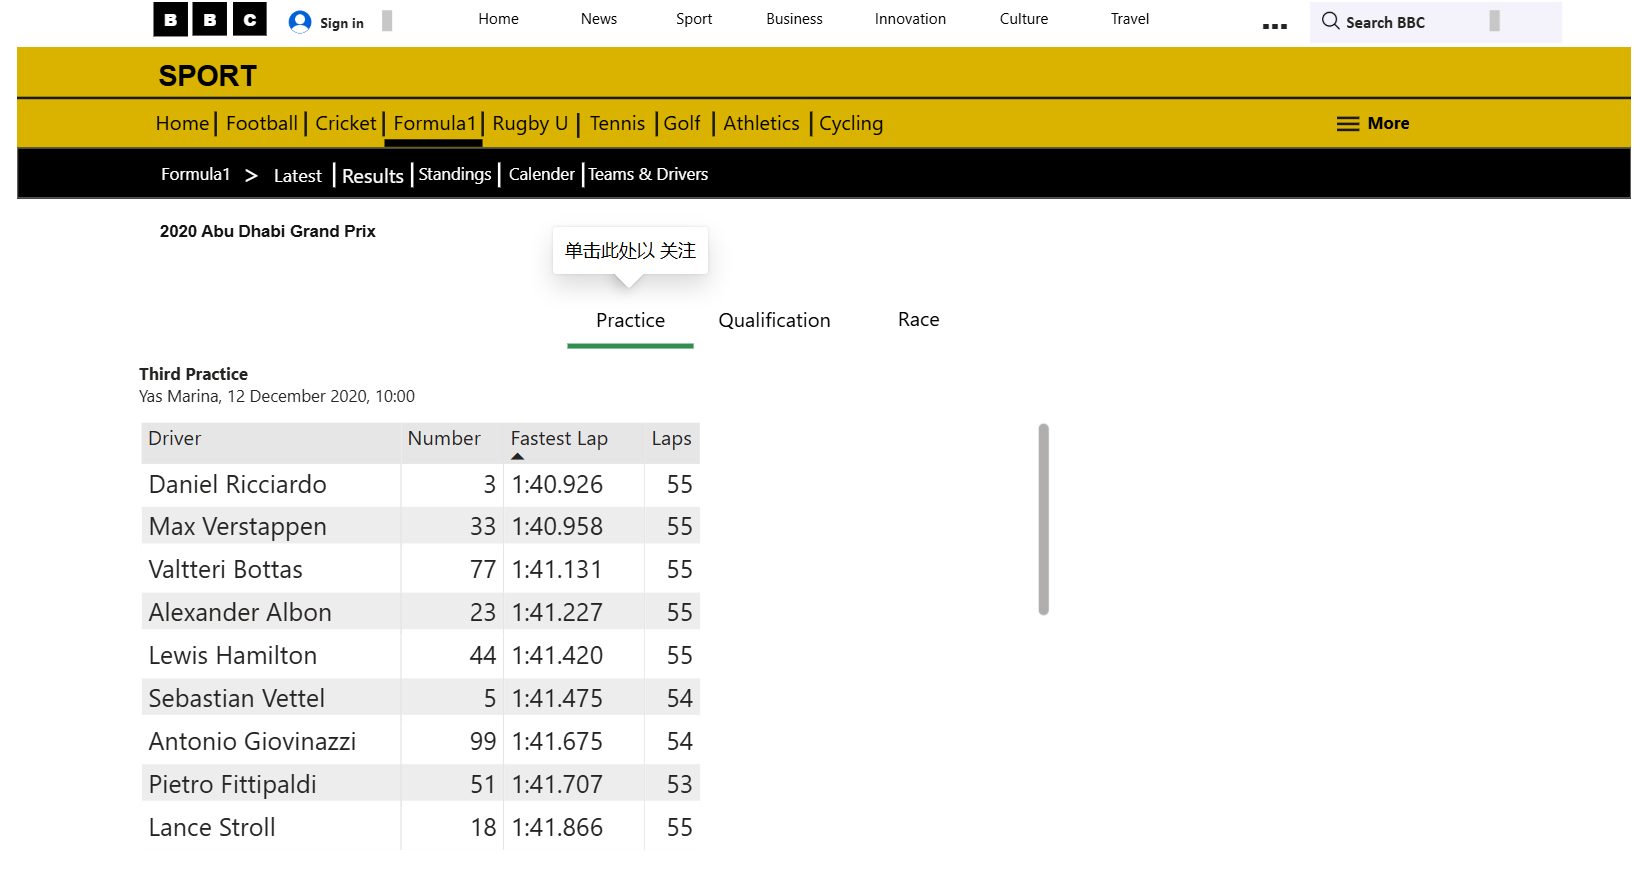 BBC Sign in Home News Sport Business Innovation Culture Travel ... Search BBC
SPORT
Home Football Cricket Formula1 Rugby U Tennis Golf Athletics Cycling More
Formula1 > Latest Results Standings Calender Teams & Drivers
2020 Abu Dhabi Grand Prix
单击此处以 关注
Practice Qualification Race
Third Practice
Yas Marina, 12 December 2020, 10:00
Driver Number Fastest Lap Laps
Daniel Ricciardo 3 1:40.926 55
Max Verstappen 33 1:40.958 55
Valtteri Bottas 77 1:41.131 55
Alexander Albon 23 1:41.227 55
Lewis Hamilton 44 1:41.420 55
Sebastian Vettel 5 1:41.475 54
Antonio Giovinazzi 99 1:41.675 54
Pietro Fittipaldi 51 1:41.707 53
Lance Stroll 18 1:41.866 55